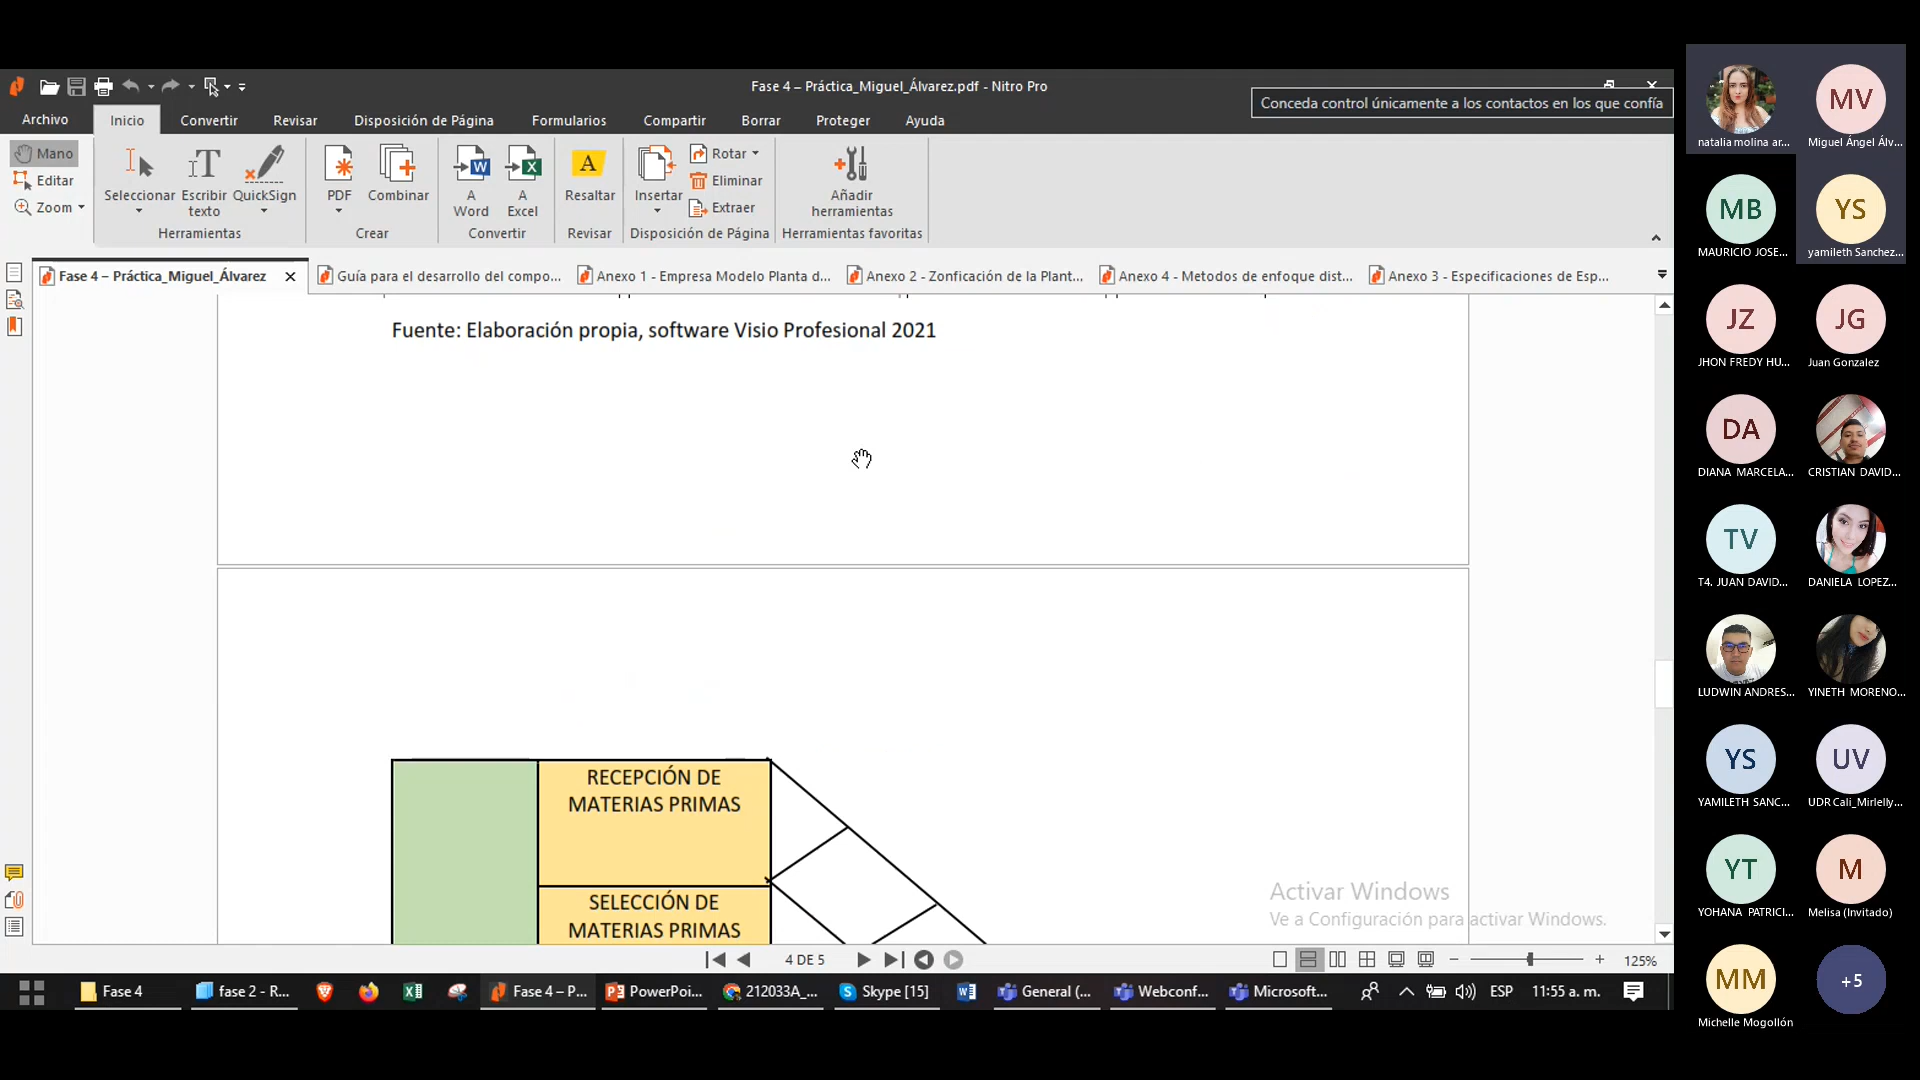 Fase 4 – Práctica_Miguel_Álvarez.pdf - Nitro Pro
Conceda control únicamente a los contactos en los que confía
Archivo
Inicio
Convertir
Revisar
Disposición de Página
Formularios
Compartir
Borrar
Proteger
Ayuda
Mano
Editar
Zoom
Seleccionar
Escribir
texto
QuickSign
Herramientas
PDF
Combinar
Crear
A
Word
A
Excel
Convertir
Resaltar
Revisar
Insertar
Rotar
Eliminar
Extraer
Disposición de Página
Añadir
herramientas
Herramientas favoritas
Fase 4 – Práctica_Miguel_Álvarez
Guía para el desarrollo del compo...
Anexo 1 - Empresa Modelo Planta d...
Anexo 2 - Zonficación de la Plant...
Anexo 4 - Metodos de enfoque dist...
Anexo 3 - Especificaciones de Esp...
Fuente: Elaboración propia, software Visio Profesional 2021
RECEPCIÓN DE
MATERIAS PRIMAS
SELECCIÓN DE
MATERIAS PRIMAS
Activar Windows
Ve a Configuración para activar Windows.
4 DE 5
125%
Fase 4
fase 2 - R...
Fase 4 – P...
PowerPoi...
212033A_...
Skype [15]
General (...
Webconf...
Microsoft...
ESP
11:55 a. m.
natalia molina ar...
MV
Miguel Ángel Álv...
MB
MAURICIO JOSE...
YS
yamileth Sanchez...
JZ
JHON FREDY HU...
JG
Juan Gonzalez
DA
DIANA MARCELA...
CRISTIAN DAVID...
TV
T4. JUAN DAVID...
DANIELA LOPEZ...
LUDWIN ANDRES...
YINETH MORENO...
YS
YAMILETH SANC...
UV
UDR Cali_Mirlelly...
YT
YOHANA PATRICI...
M
Melisa (Invitado)
MM
Michelle Mogollón
+5